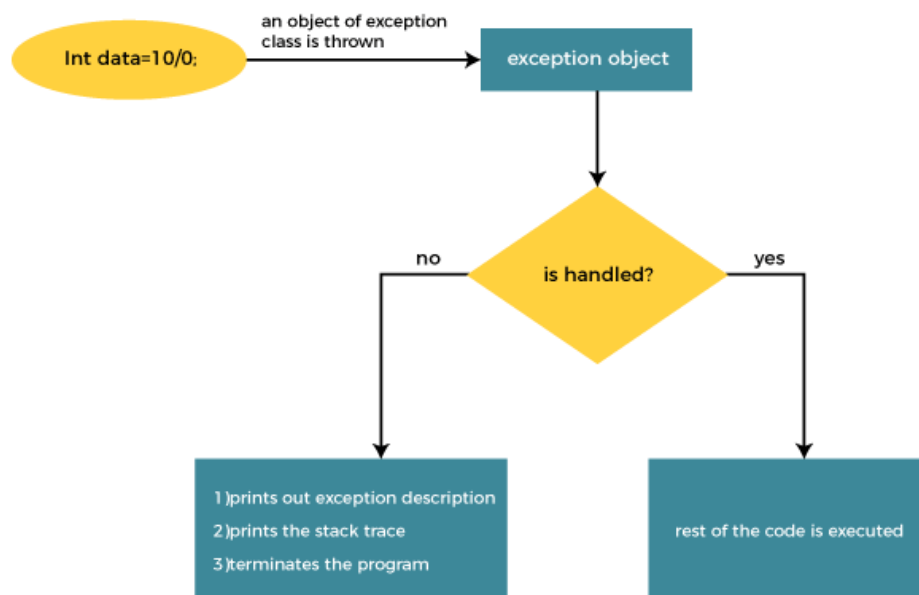 Int data=10/0;
an object of exception
class is thrown
exception object
is handled?
no
yes
1)prints out exception description
2)prints the stack trace
3)terminates the program
rest of the code is executed